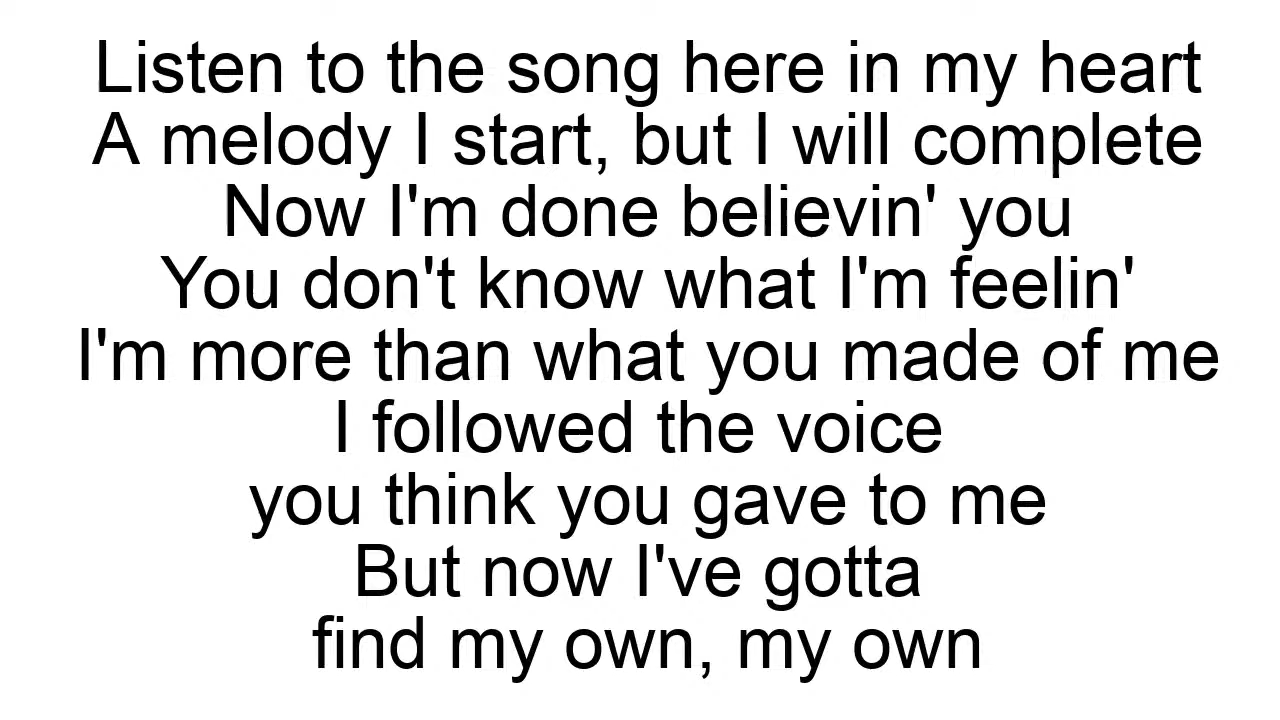 Listen to the song here in my heart
A melody I start, but I will complete
Now I'm done believin' you
You don't know what I'm feelin'
I'm more than what you made of me
I followed the voice
you think you gave to me
But now I've gotta
find my own, my own